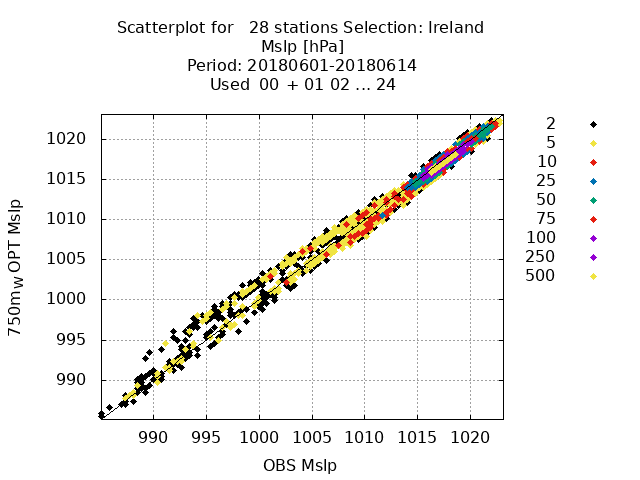 Scatterplot for 28 stations Selection: Ireland
Mslp [hPa]
Period: 20180601-20180614
Used 00 + 01 02 ... 24
750m_W OPT Mslp
1020
1015
1010
1005
1000
995
990
990 995 1000 1005 1010 1015 1020
OBS Mslp
2
5
10
25
50
75
100
250
500